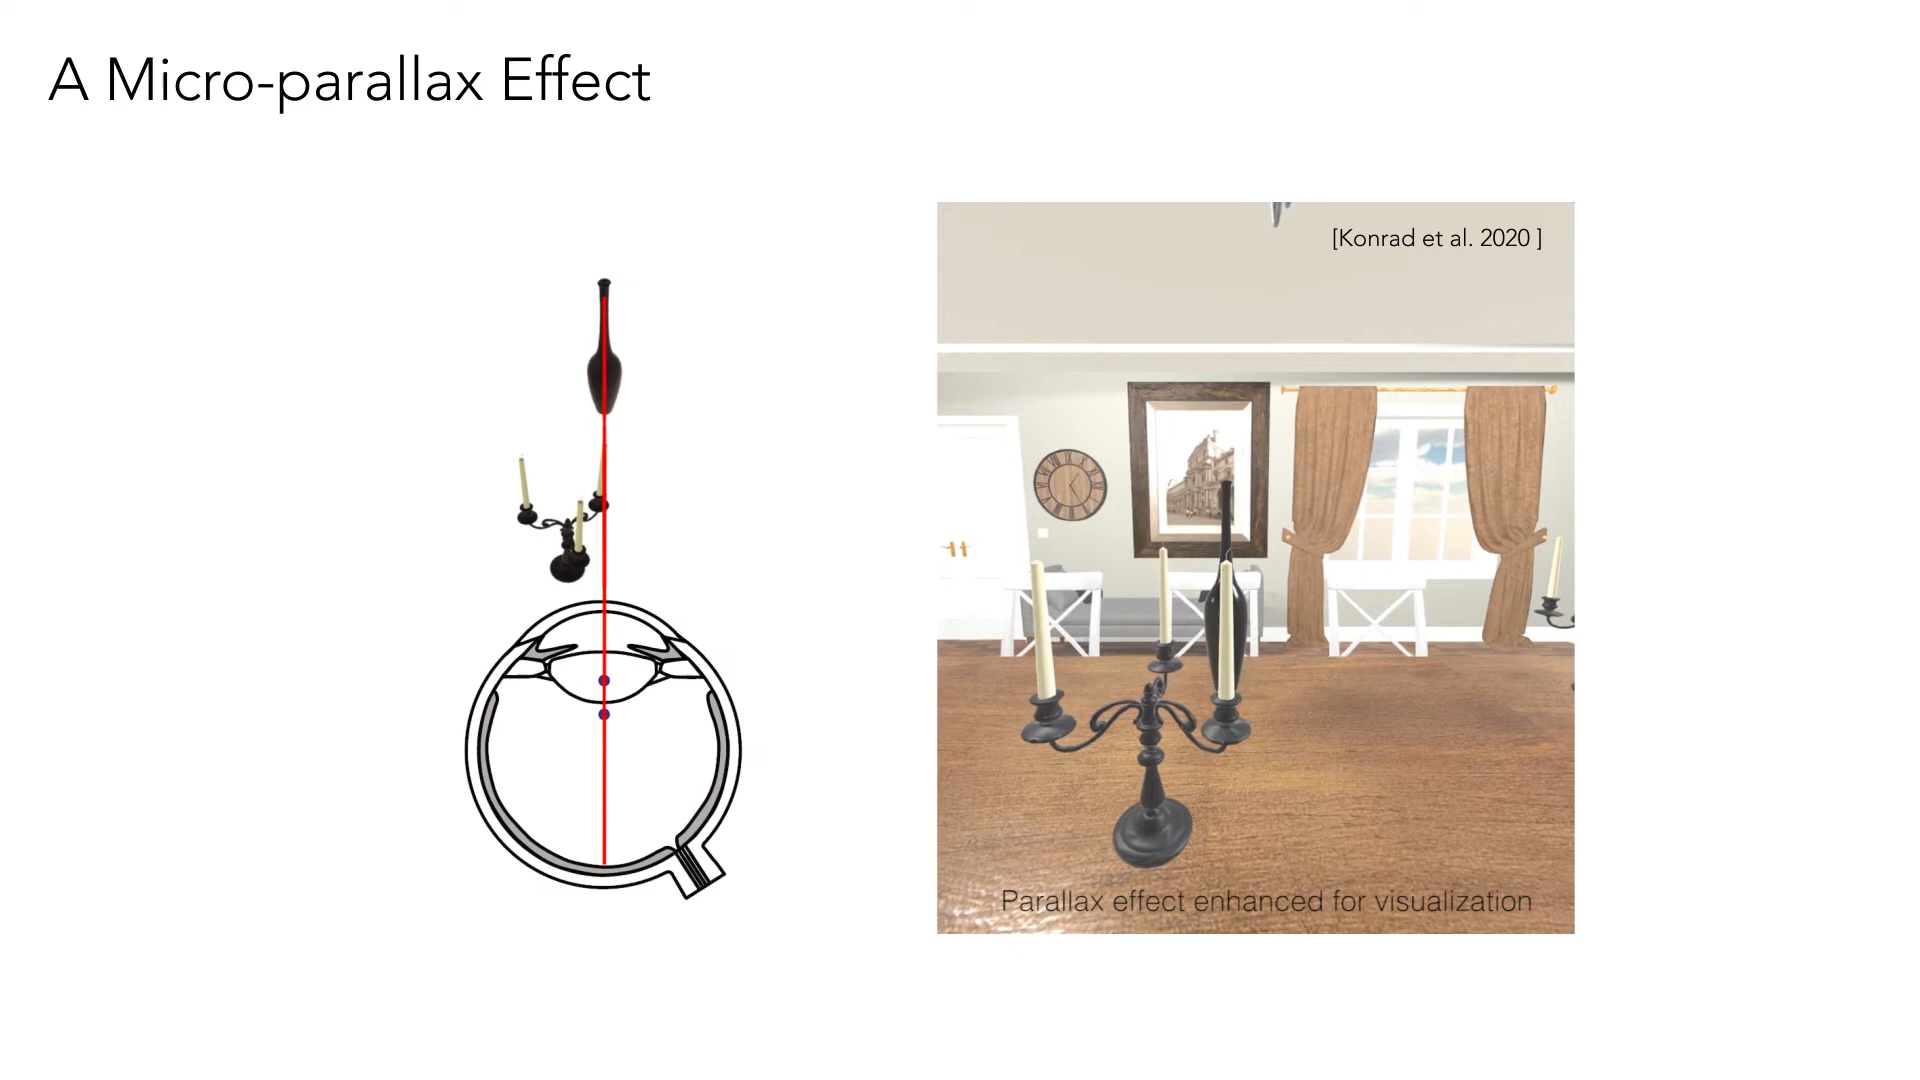 A Micro-parallax Effect
[Konrad et al. 2020 ]
Parallax effect enhanced for visualization